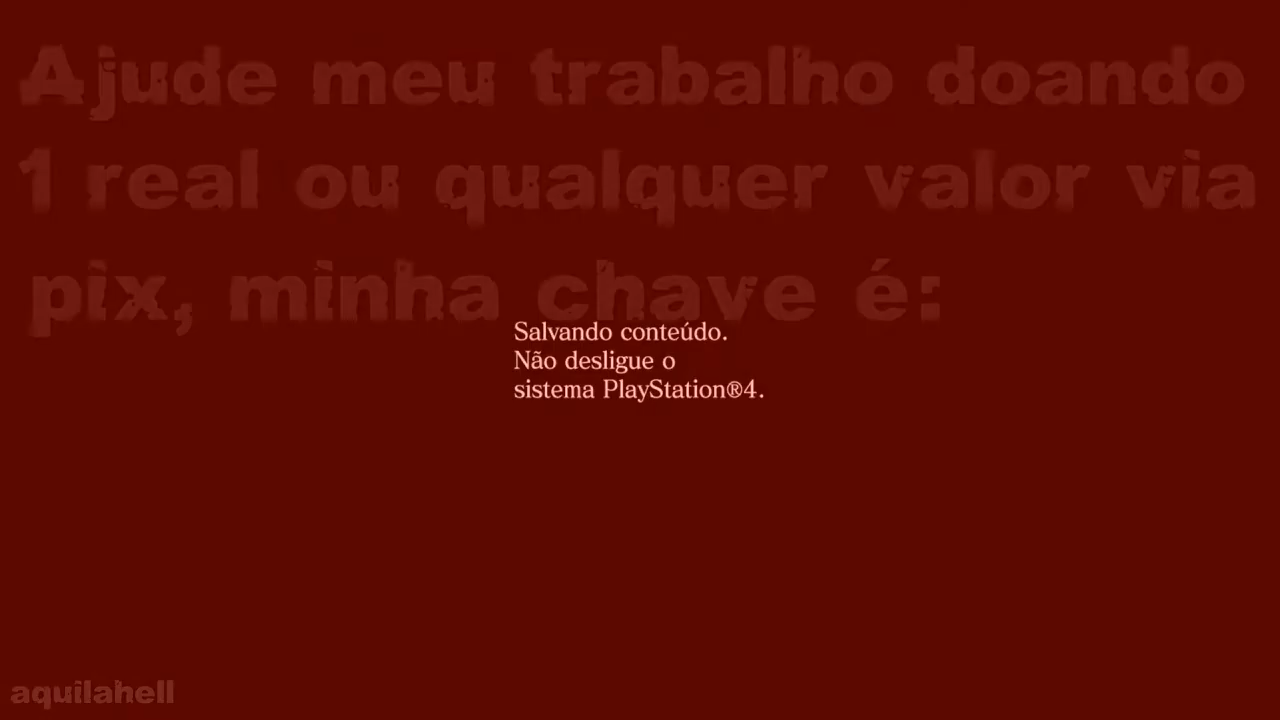 Ajude meu trabalho doando
1 real ou qualquer valor via
pix, minha chave é:
Salvando conteúdo.
Não desligue o
sistema PlayStation®4.
aquilahell